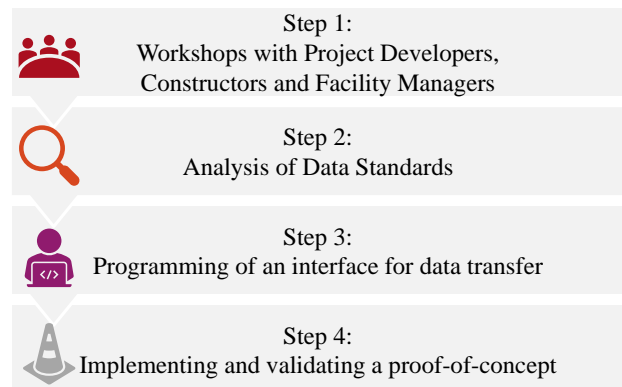 Step 1:
Workshops with Project Developers,
Constructors and Facility Managers
Step 2:
Analysis of Data Standards
Step 3:
Programming of an interface for data transfer
</>
Step 4:
Implementing and validating a proof-of-concept